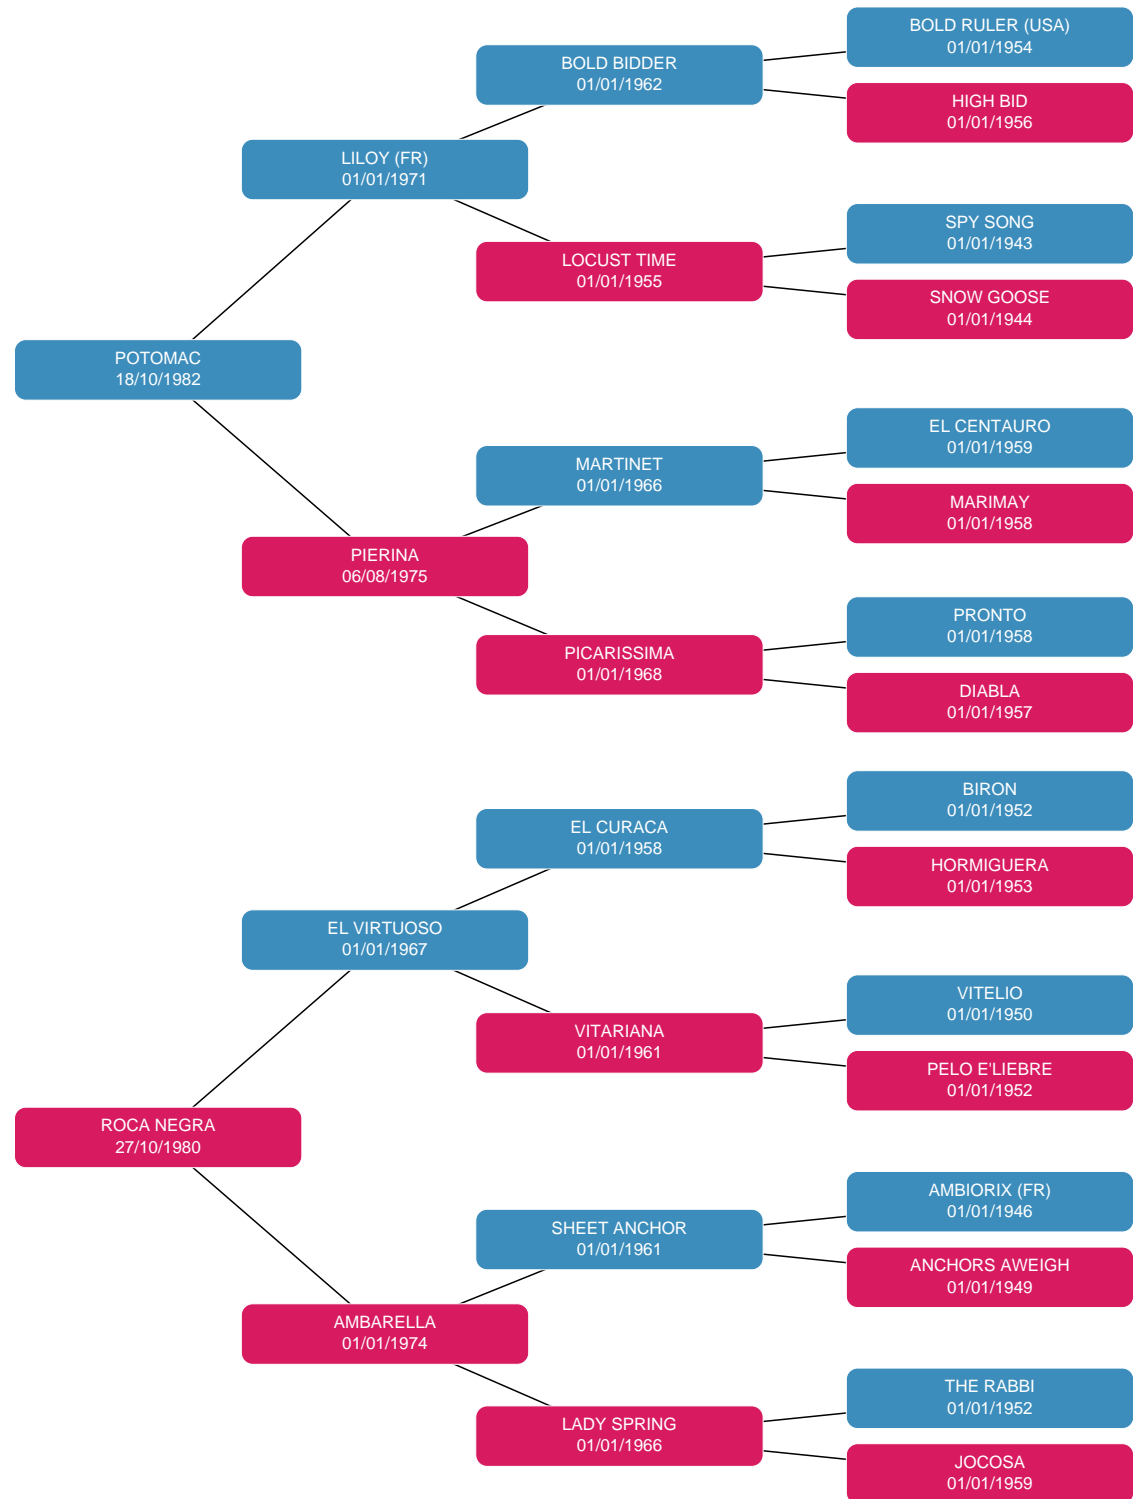 BOLD RULER (USA)
01/01/1954
BOLD BIDDER
01/01/1962
HIGH BID
01/01/1956
LILOY (FR)
01/01/1971
SPY SONG
01/01/1943
LOCUST TIME
01/01/1955
SNOW GOOSE
01/01/1944
POTOMAC
18/10/1982
EL CENTAURO
01/01/1959
MARTINET
01/01/1966
MARIMAY
01/01/1958
PIERINA
06/08/1975
PRONTO
01/01/1958
PICARISSIMA
01/01/1968
DIABLA
01/01/1957
BIRON
01/01/1952
EL CURACA
01/01/1958
HORMIGUERA
01/01/1953
EL VIRTUOSO
01/01/1967
VITELIO
01/01/1950
VITARIANA
01/01/1961
PELO E'LIEBRE
01/01/1952
ROCA NEGRA
27/10/1980
AMBIORIX (FR)
01/01/1946
SHEET ANCHOR
01/01/1961
ANCHORS AWEIGH
01/01/1949
AMBARELLA
01/01/1974
THE RABBI
01/01/1952
LADY SPRING
01/01/1966
JOCOSA
01/01/1959